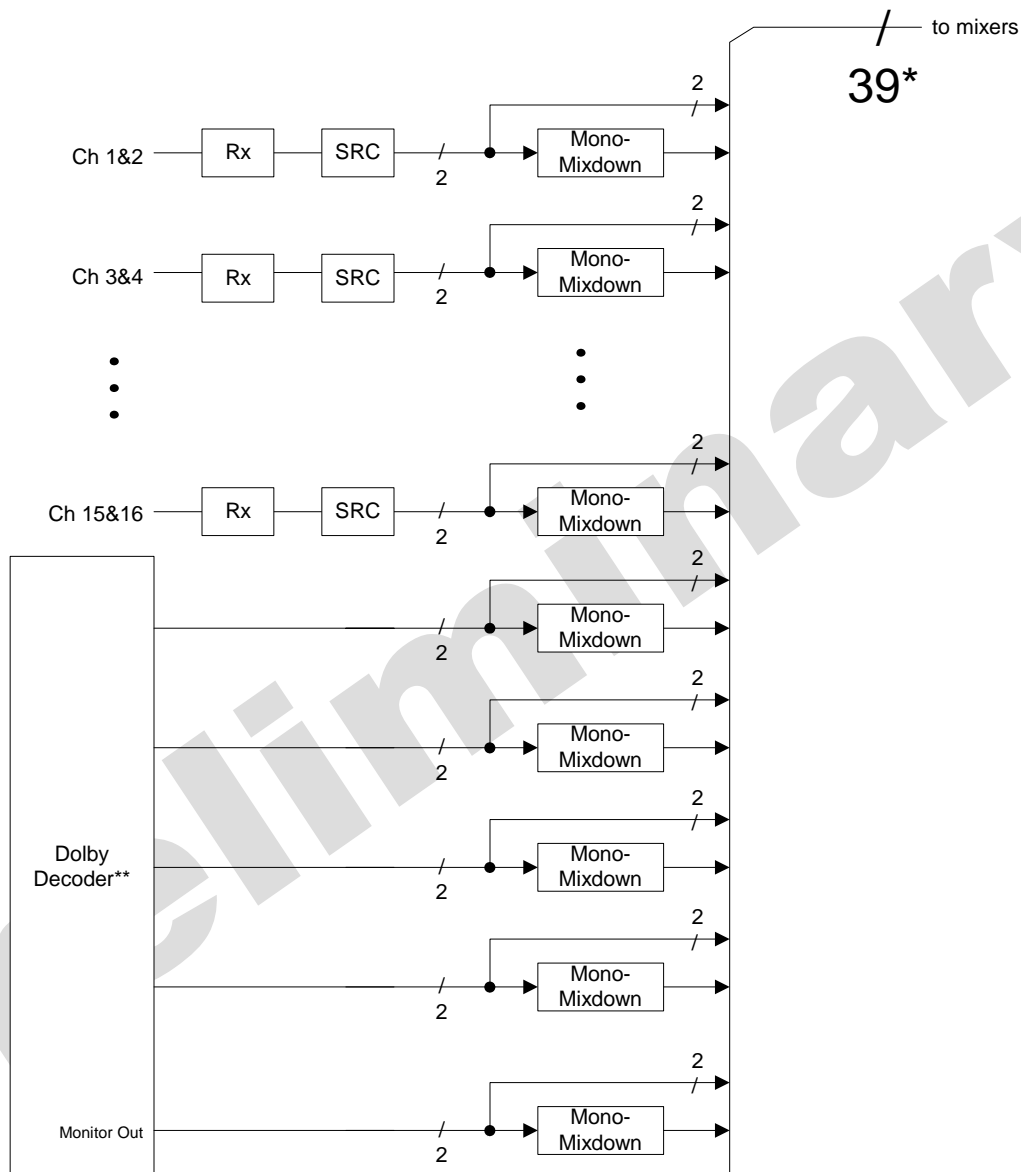 to mixers
39*
2
Ch 1&2
Rx
SRC
2
Mono-
Mixdown
2
Ch 3&4
Rx
SRC
2
Mono-
Mixdown
2
Ch 15&16
Rx
SRC
2
Mono-
Mixdown
2
2
Mono-
Mixdown
2
2
Mono-
Mixdown
2
Dolby
Decoder**
2
Mono-
Mixdown
2
2
Mono-
Mixdown
2
Monitor Out
2
Mono-
Mixdown
eliminary